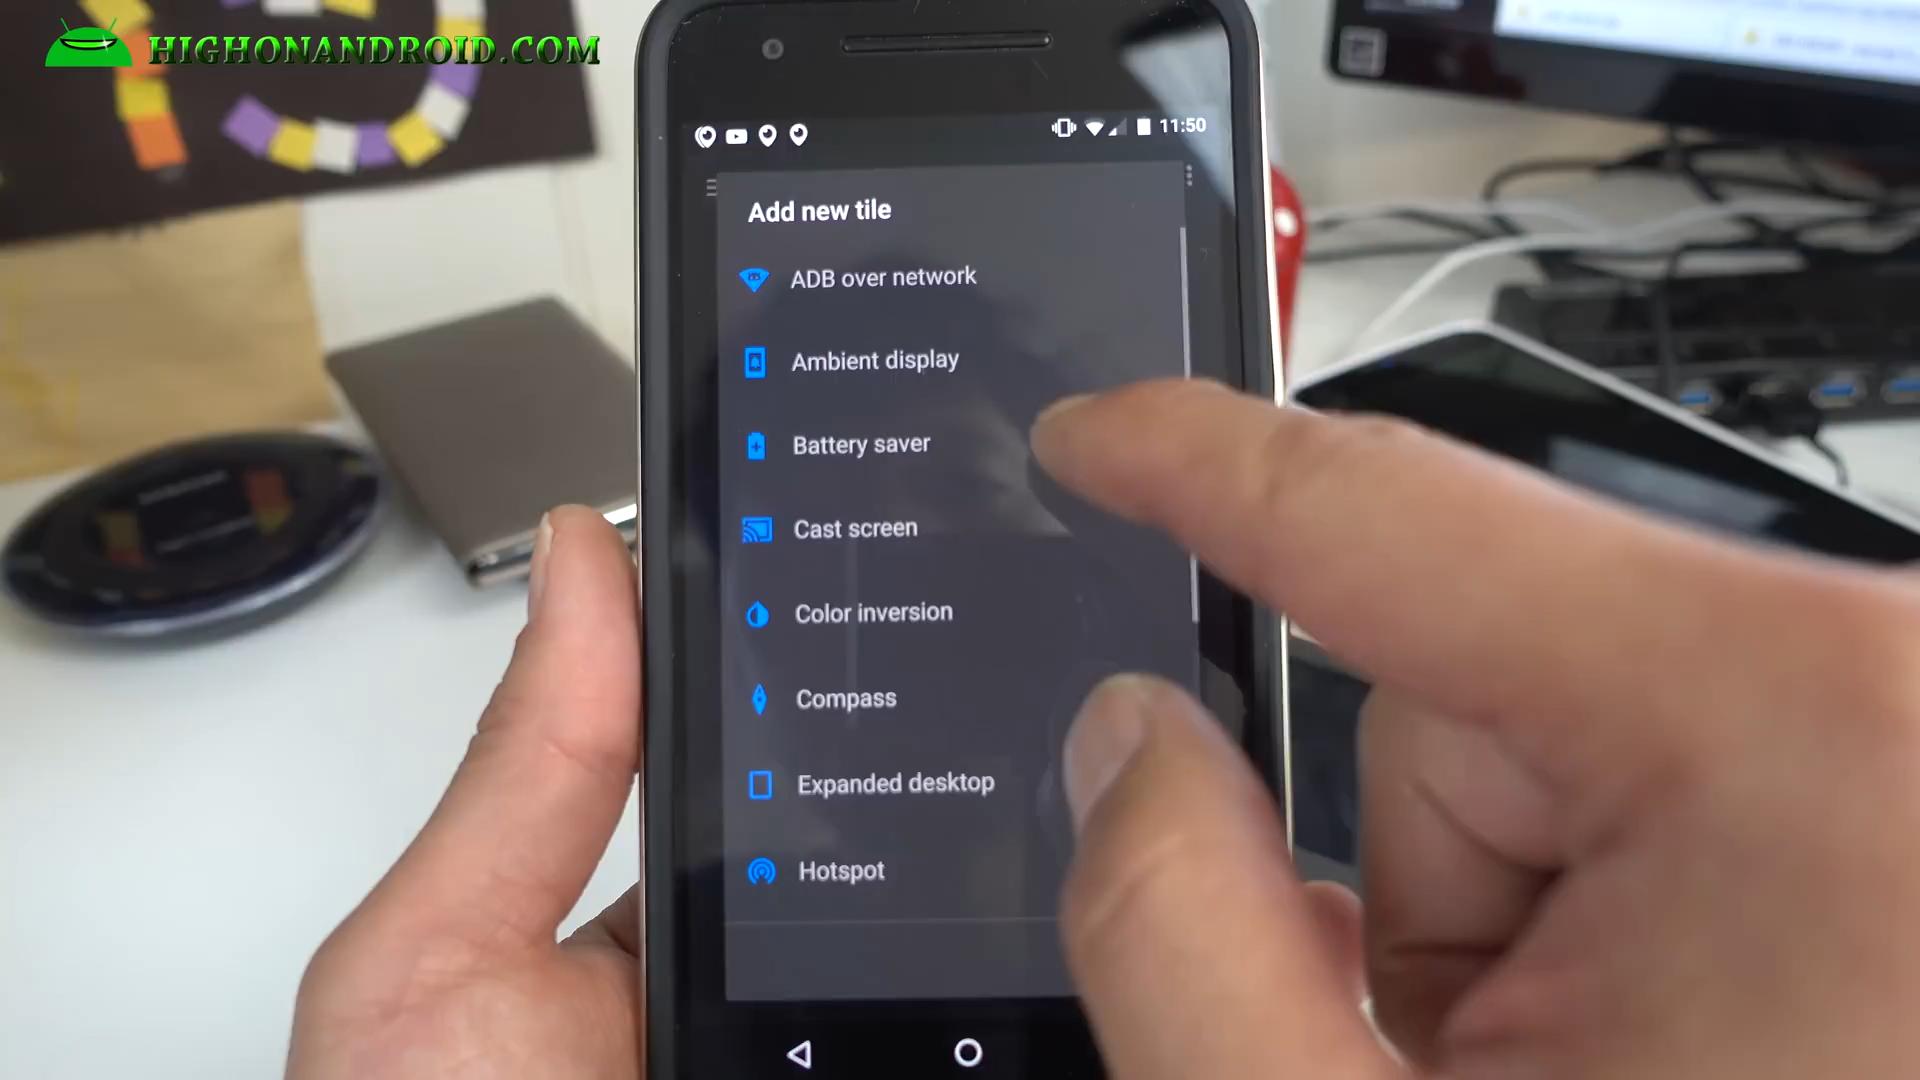 HIGHONANDROID.COM
11:50
Add new tile
ADB over network
Ambient display
Battery saver
Cast screen
Color inversion
Compass
Expanded desktop
Hotspot